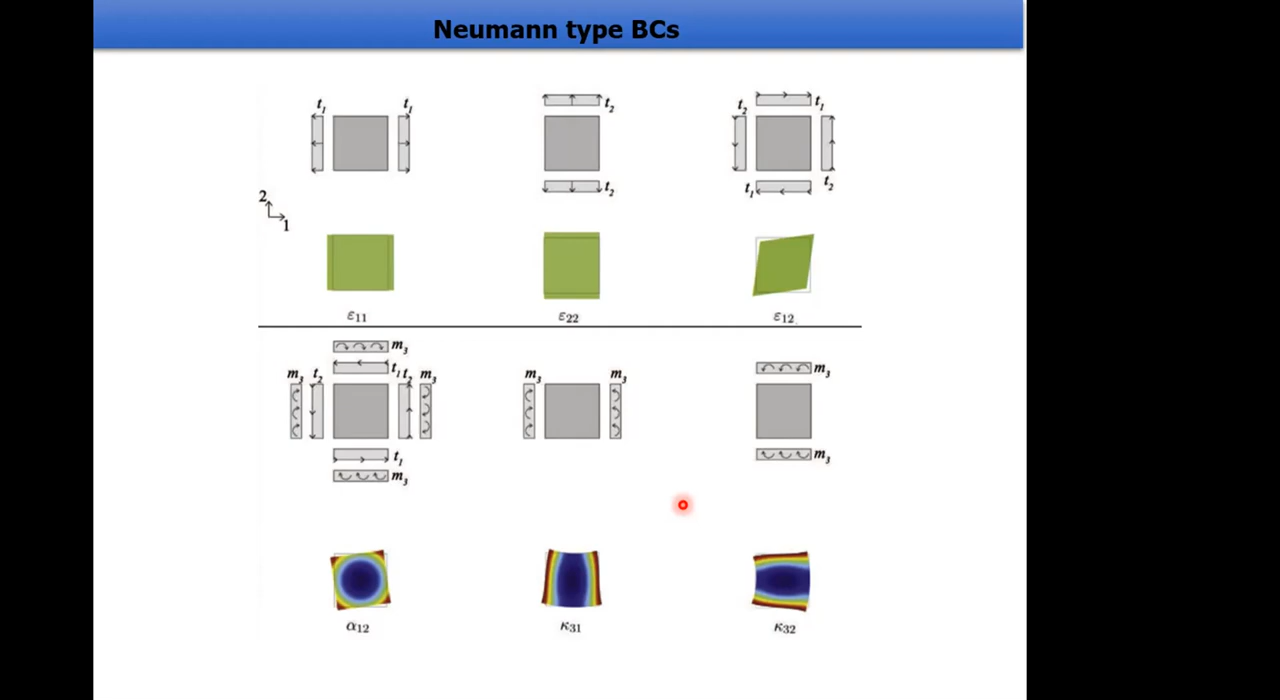 Neumann type BCs
t₁ t₁
t₂
t₂
t₂ t₁
t₁ t₂
2
1
ε₁₁ ε₂₂ ε₁₂
m₃
m₃ t₂ t₁ t₂ m₃
t₁
m₃
m₃ m₃
m₃
m₃
α₁₂ κ₃₁ κ₃₂